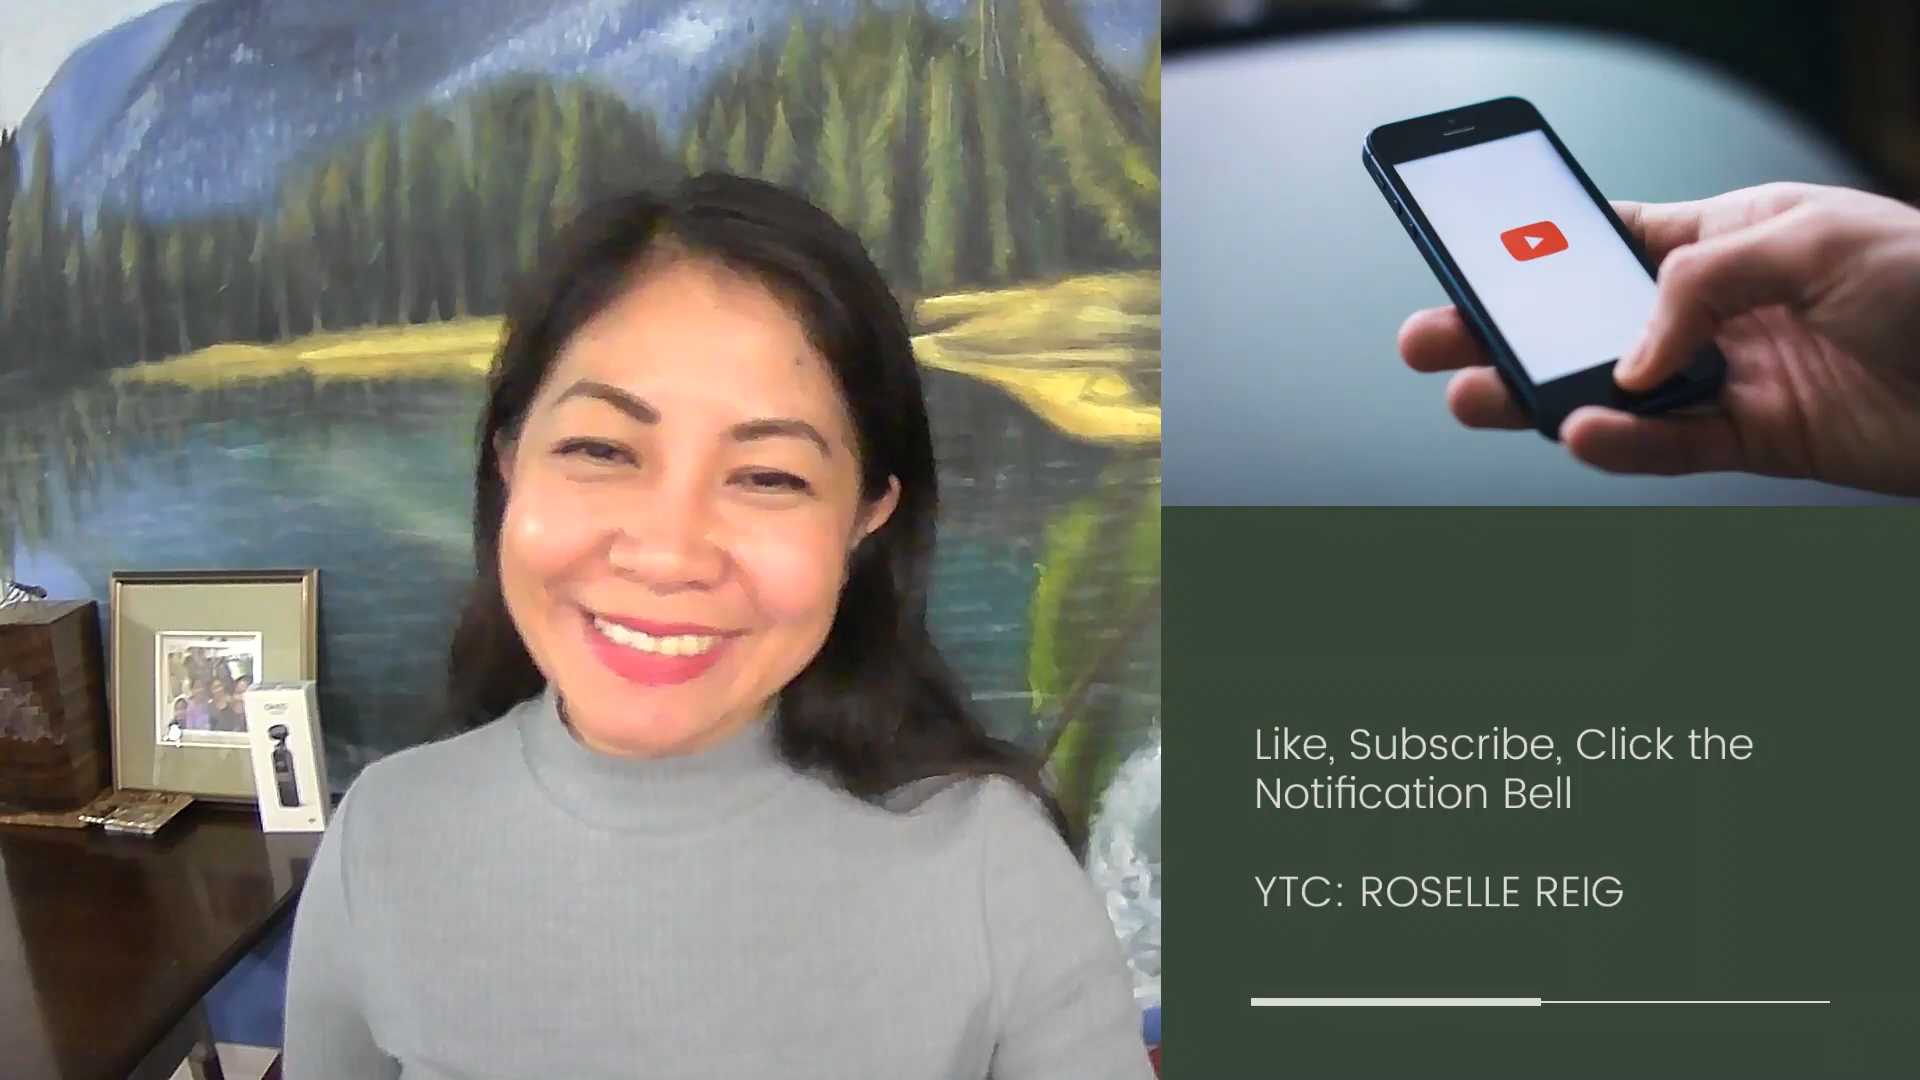 Like, Subscribe, Click the
Notification Bell
YTC: ROSELLE REIG